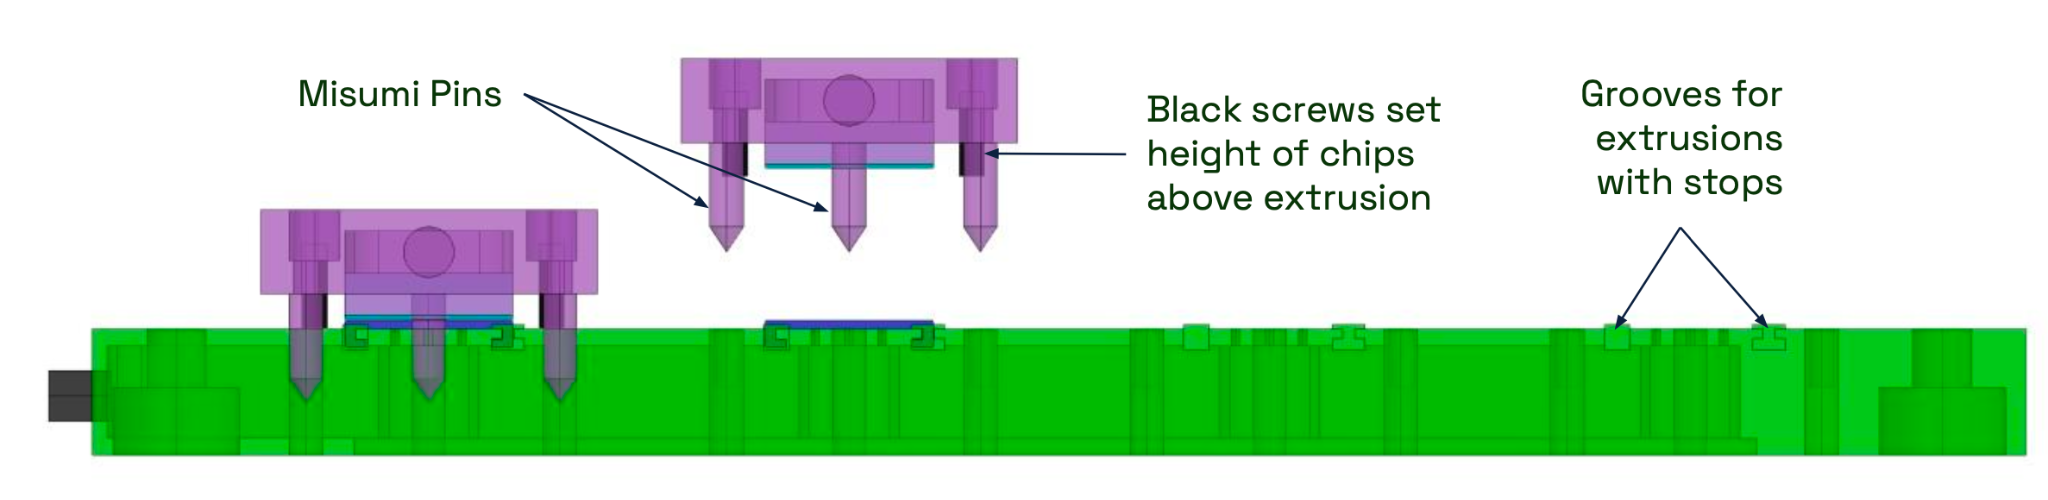 Misumi Pins
Black screws set
height of chips
above extrusion
Grooves for
extrusions
with stops